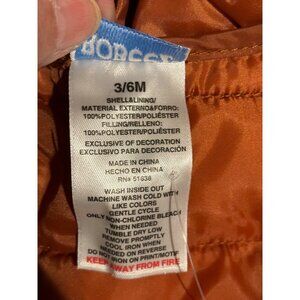 3/6M
SHELL&LINING/
MATERIAL EXTERNO&FORRO:
100%POLYESTER/POLIÉSTER
FILLING/RELLENO:
100%POLYESTER/POLIÉSTER
EXCLUSIVE OF DECORATION
EXCLUSIVO PARA DECORACIÓN
MADE IN CHINA
HECHO EN CHINA
RN# 51638
WASH INSIDE OUT
MACHINE WASH COLD WITH
LIKE COLORS
GENTLE CYCLE
ONLY NON-CHLORINE BLEACH
WHEN NEEDED
TUMBLE DRY LOW
REMOVE PROMPTLY
COOL IRON WHEN
NEEDED
DO NOT IRON ON PRINT/MOTIF
KEEP AWAY FROM FIRE